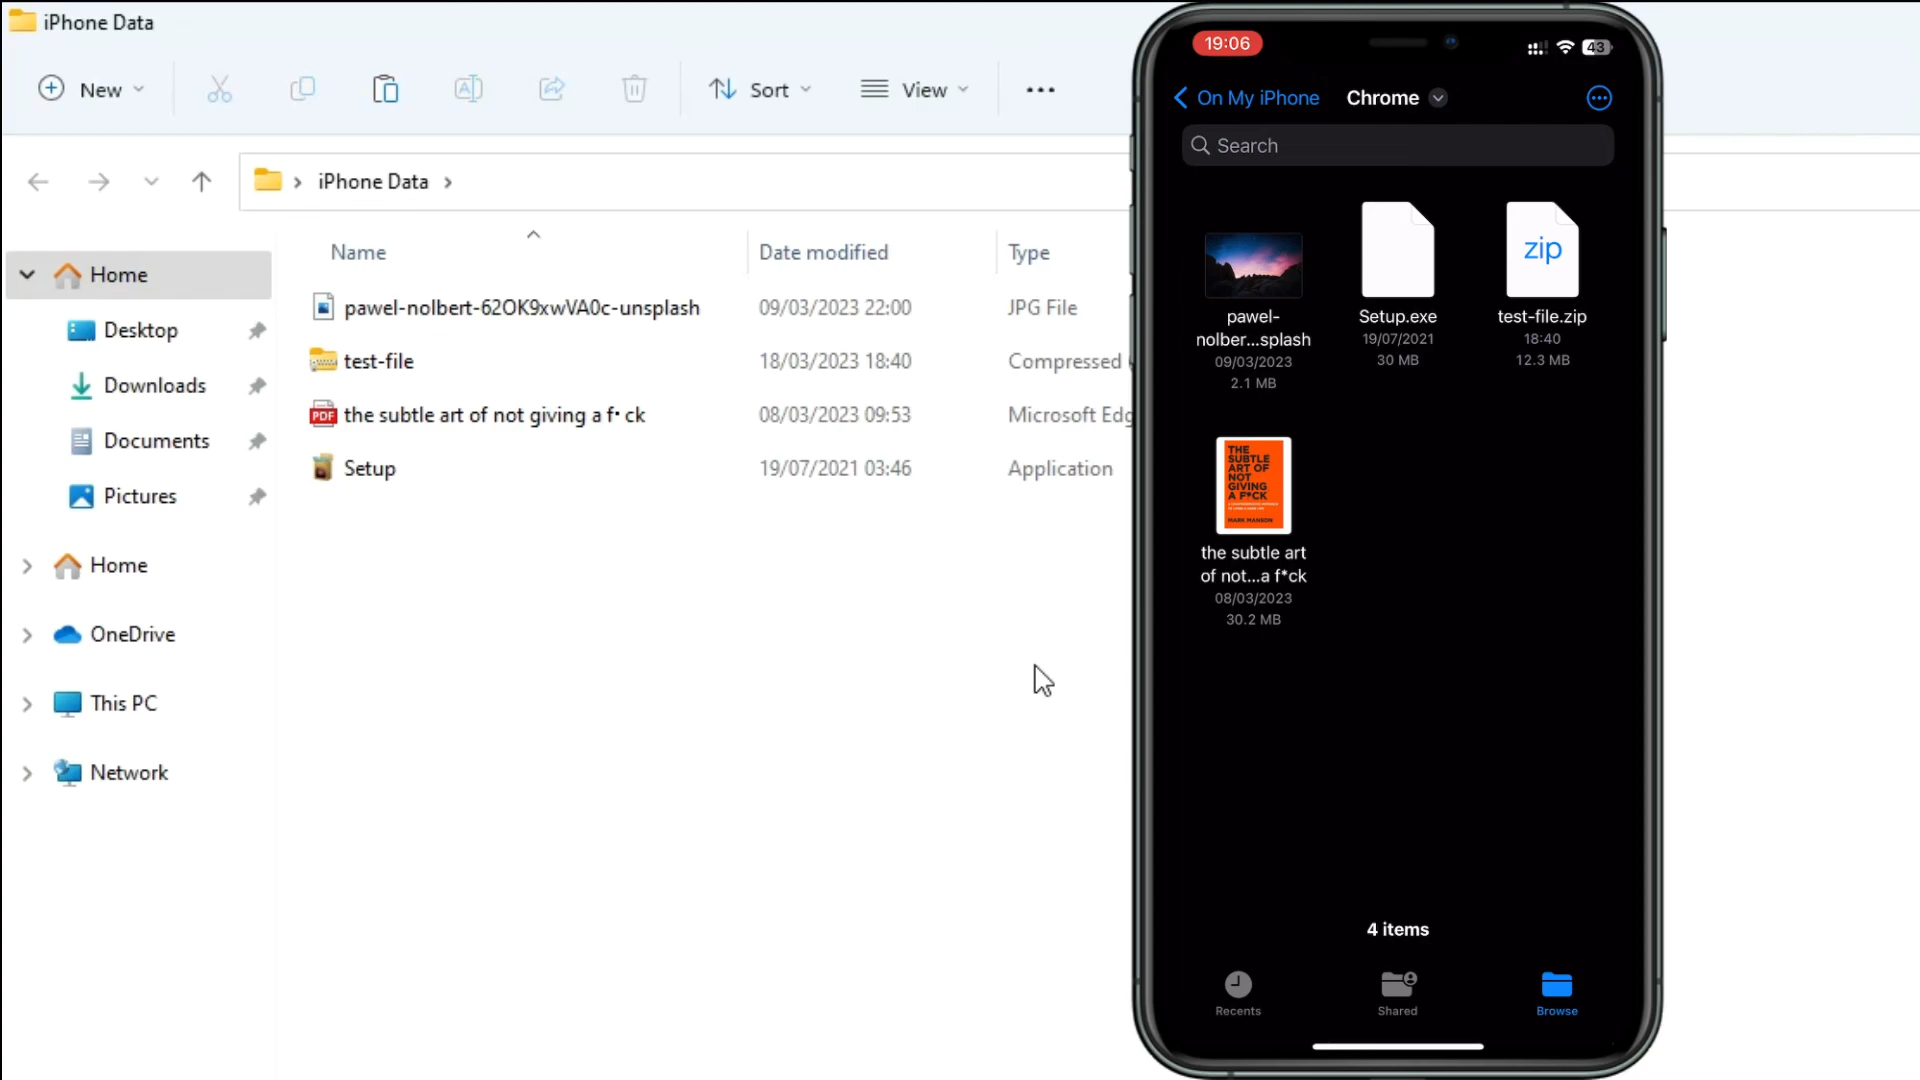 iPhone Data
New
Sort
View
iPhone Data
Name
Date modified
Type
pawel-nolbert-62OK9xwVA0c-unsplash
09/03/2023 22:00
JPG File
test-file
18/03/2023 18:40
Compressed
PDF
the subtle art of not giving a f• ck
08/03/2023 09:53
Microsoft Edg
Setup
19/07/2021 03:46
Application
Home
Desktop
Downloads
Documents
Pictures
Home
OneDrive
This PC
Network
19:06
43
On My iPhone
Chrome
Search
pawel-
nolber...splash
09/03/2023
2.1 MB
Setup.exe
19/07/2021
30 MB
zip
test-file.zip
18:40
12.3 MB
THE
SUBTLE
ART OF
NOT
GIVING
A F*CK
MARK MANSON
the subtle art
of not...a f*ck
08/03/2023
30.2 MB
4 items
Recents
Shared
Browse